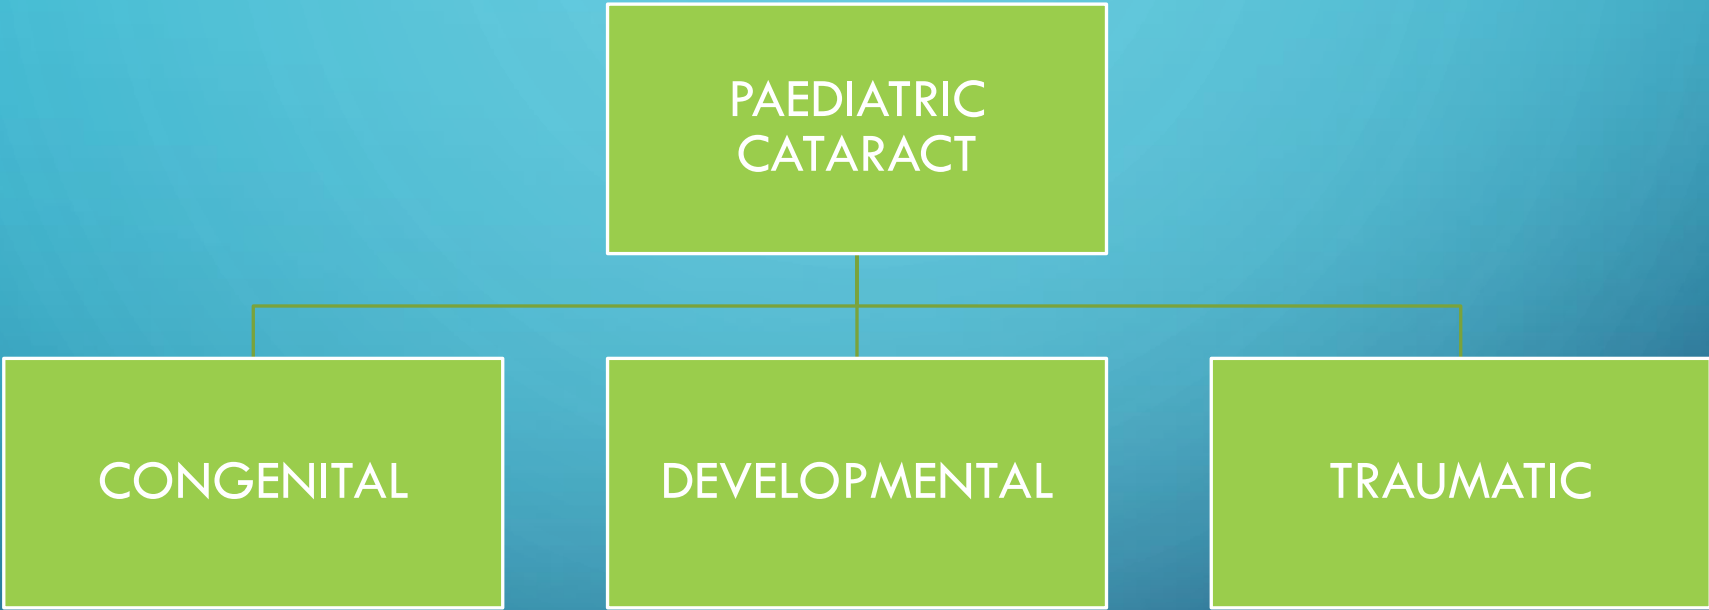 PAEDIATRIC
CATARACT
CONGENITAL
DEVELOPMENTAL
TRAUMATIC